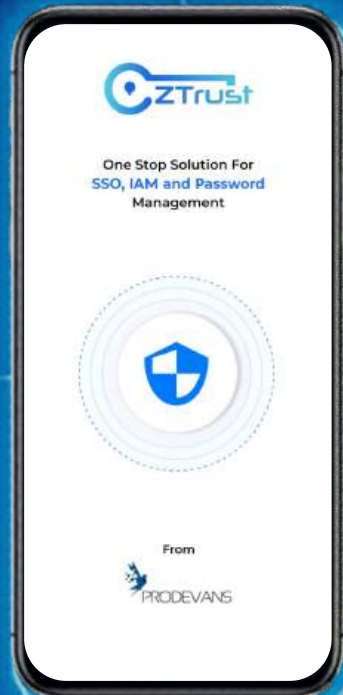 ZTrust
One Stop Solution For
SSO, IAM and Password
Management
From
PRODEVANS